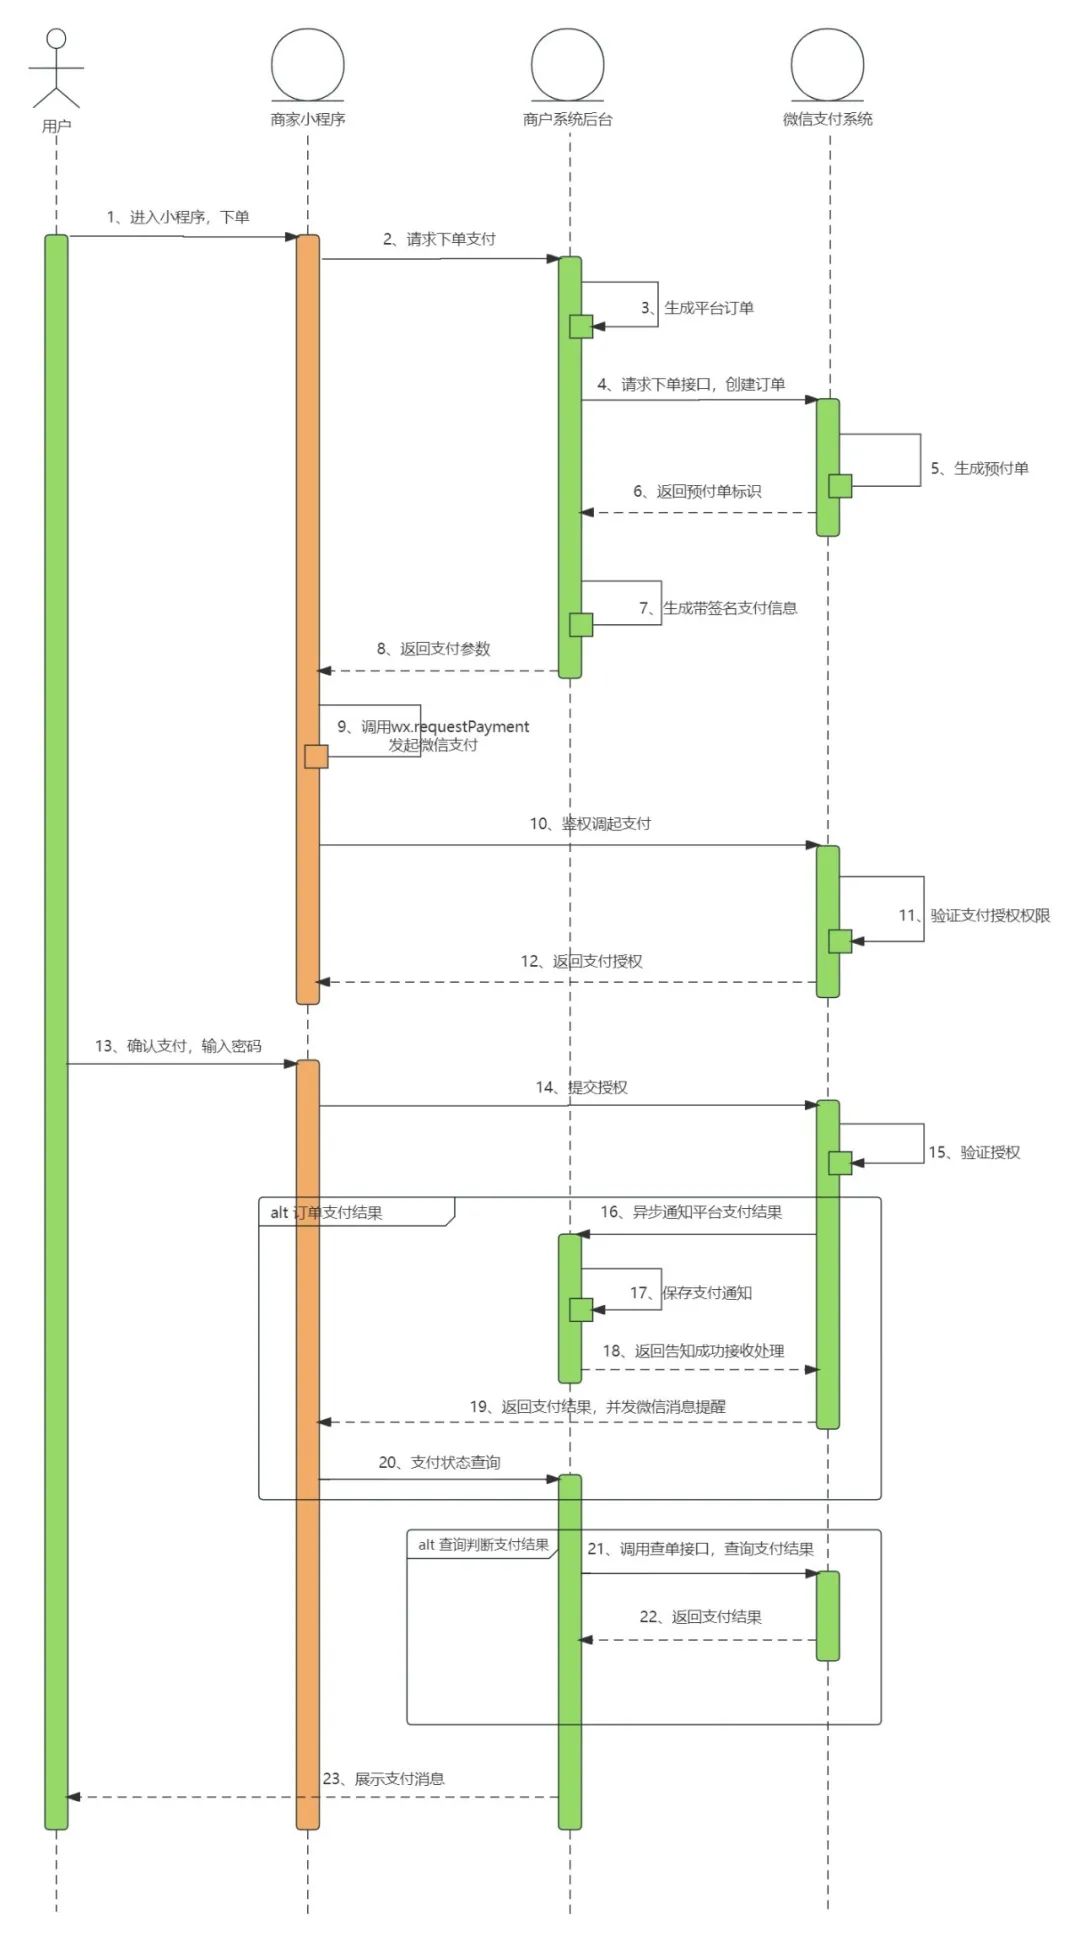 用户
商家小程序
商户系统后台
微信支付系统
1、进入小程序，下单
2、请求下单支付
3、生成平台订单
4、请求下单接口，创建订单
5、生成预付单
6、返回预付单标识
7、生成带签名支付信息
8、返回支付参数
9、调用wx.requestPayment
发起微信支付
10、鉴权调起支付
11、验证支付授权权限
12、返回支付授权
13、确认支付，输入密码
14、提交授权
15、验证授权
alt 订单支付结果
16、异步通知平台支付结果
17、保存支付通知
18、返回告知成功接收处理
19、返回支付结果，并发微信消息提醒
20、支付状态查询
alt 查询判断支付结果
21、调用查单接口，查询支付结果
22、返回支付结果
23、展示支付消息